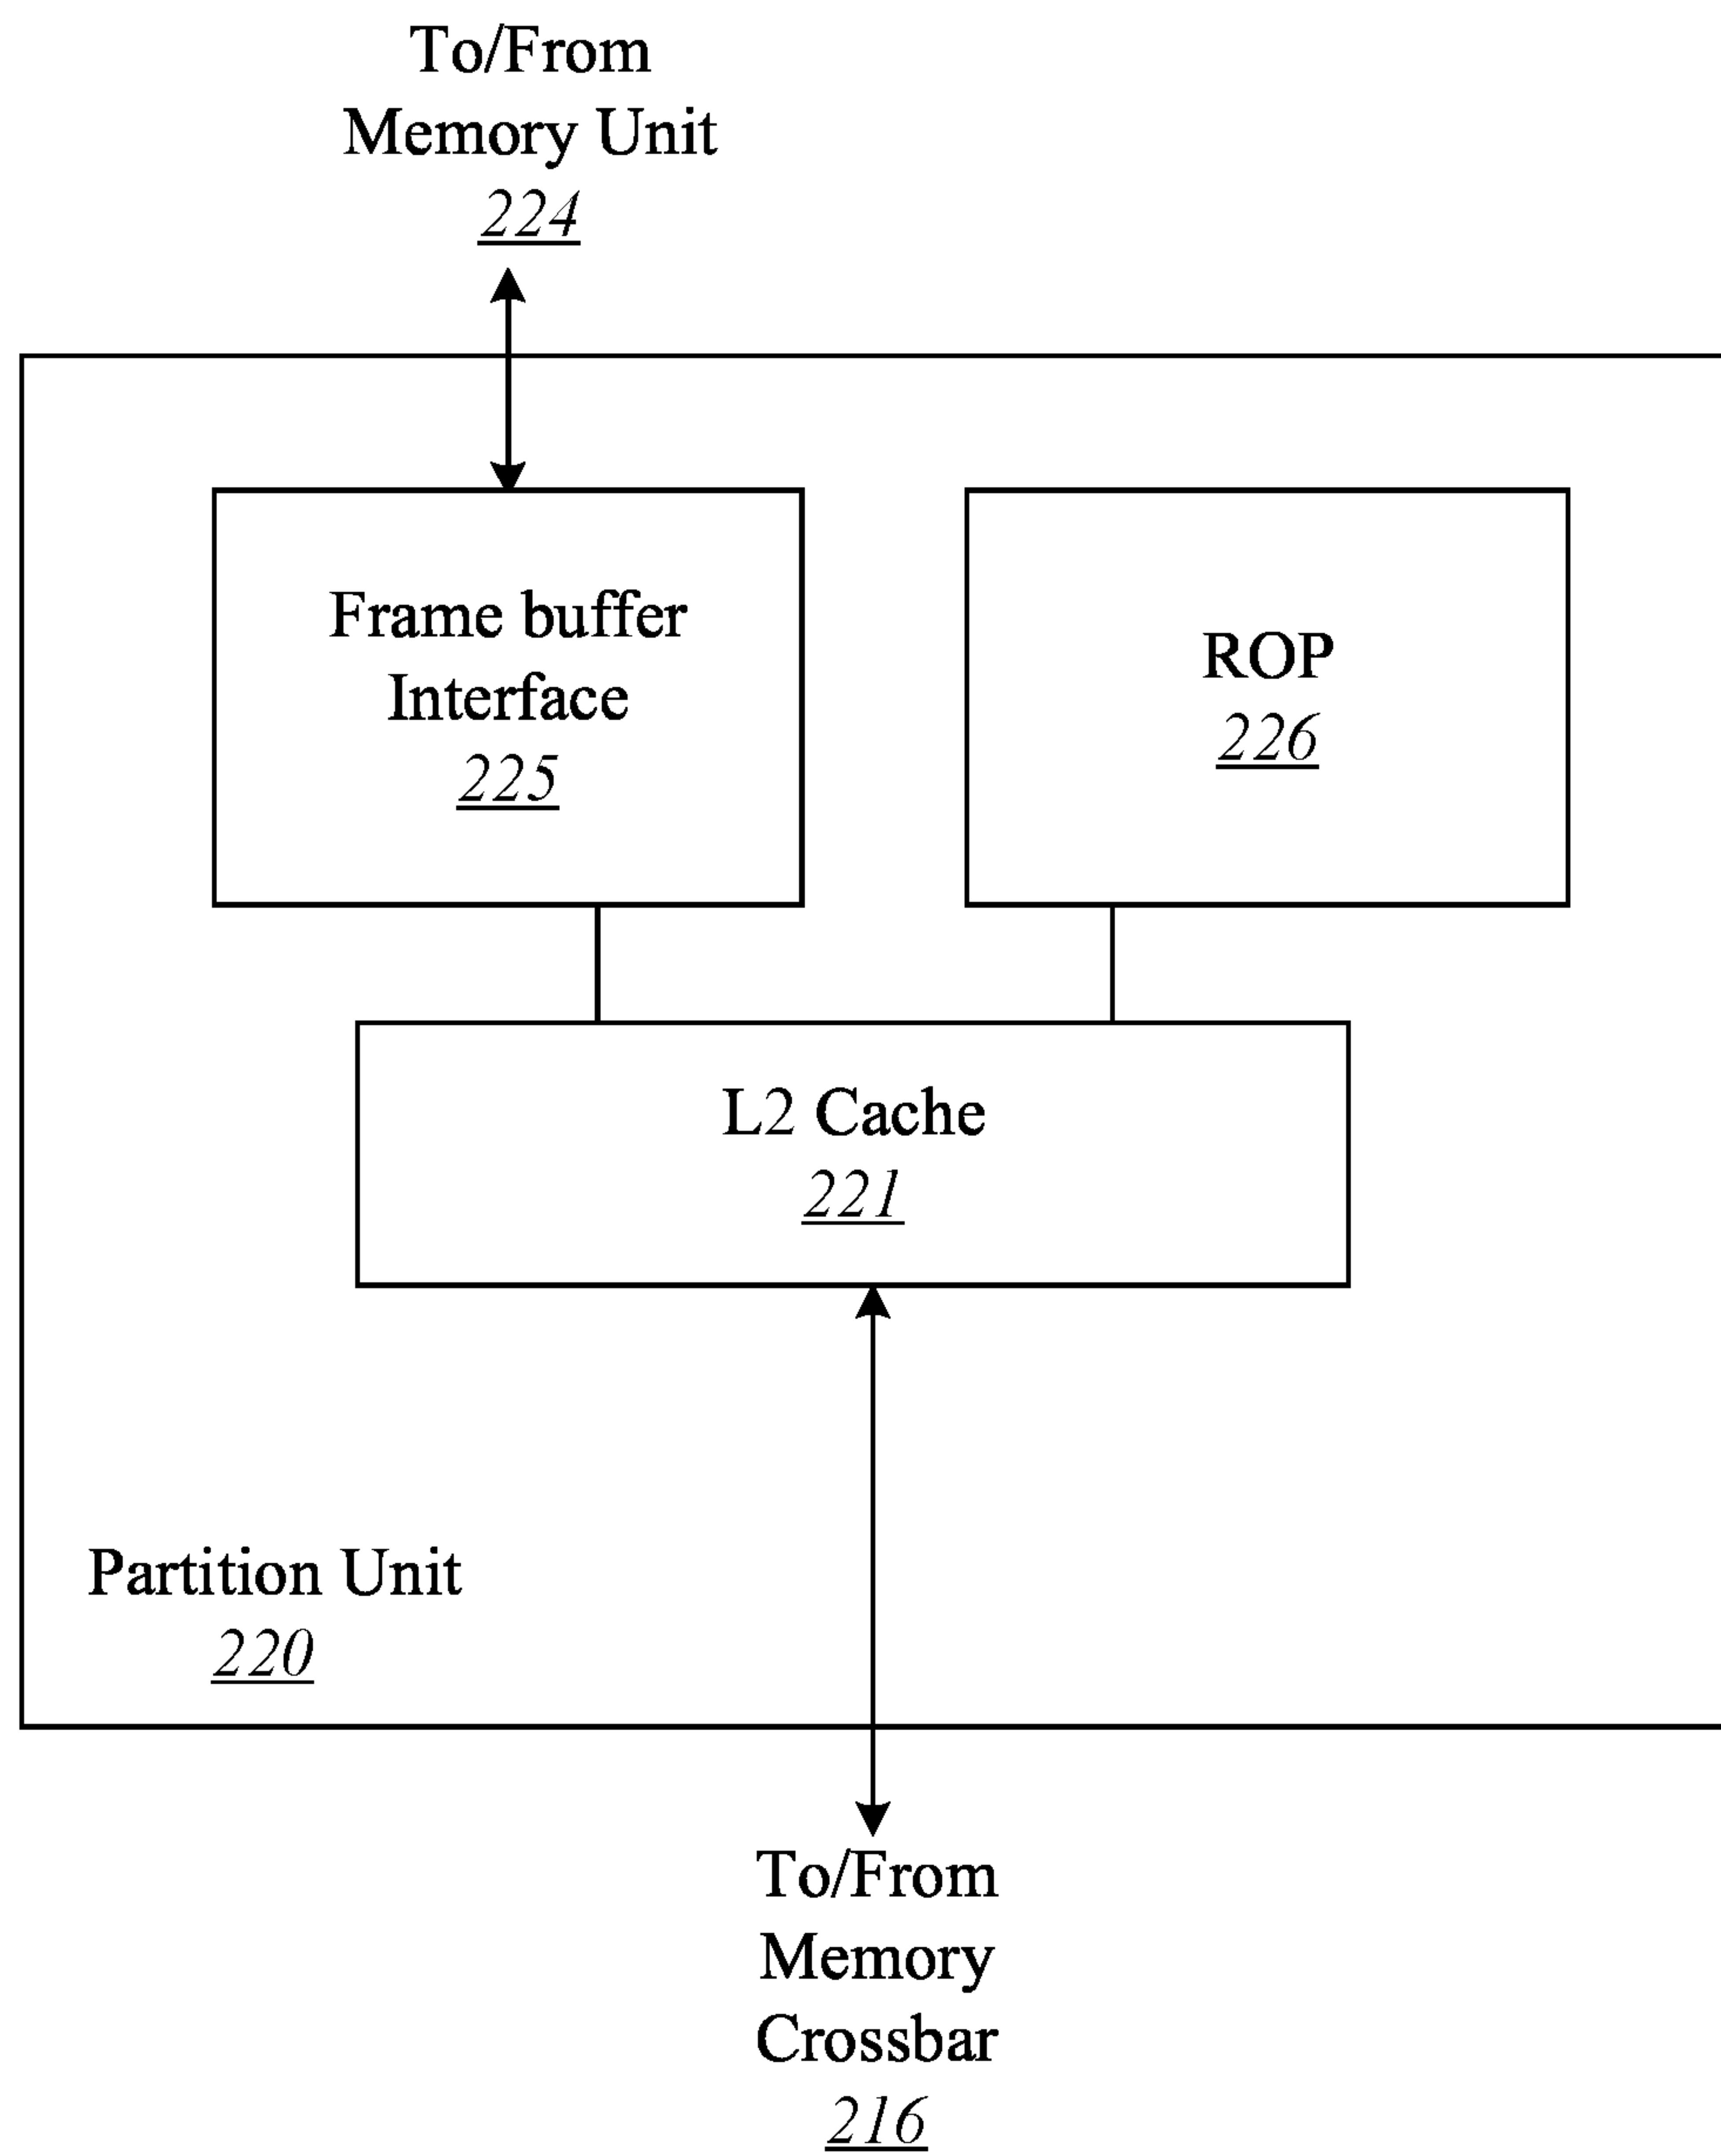 To/From
Memory Unit
224
Frame buffer
Interface
225
ROP
226
L2 Cache
221
Partition Unit
220
To/From
Memory
Crossbar
216